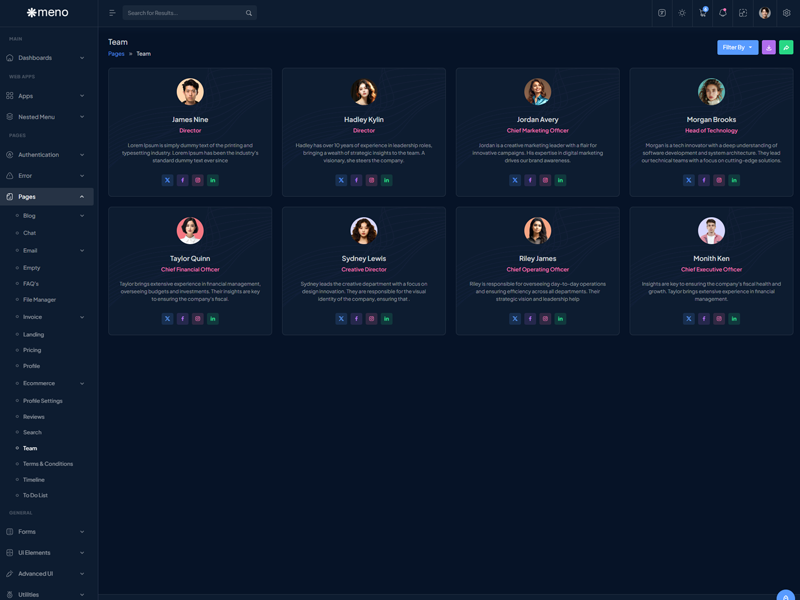 meno
Search for Results...
MAIN
Dashboards
WEB APPS
Apps
Nested Menu
PAGES
Authentication
Error
Pages
Blog
Chat
Email
Empty
FAQ's
File Manager
Invoice
Landing
Pricing
Profile
Ecommerce
Profile Settings
Reviews
Search
Team
Terms & Conditions
Timeline
To Do List
GENERAL
Forms
UI Elements
Advanced UI
Utilities
Team
Pages » Team
Filter By
James Nine
Director
Lorem Ipsum is simply dummy text of the printing and
typesetting industry. Lorem Ipsum has been the industry's
standard dummy text ever since
Hadley Kylin
Director
Hadley has over 10 years of experience in leadership roles,
bringing a wealth of strategic insights to the team. A
visionary, she steers the company.
Jordan Avery
Chief Marketing Officer
Jordan is a creative marketing leader with a flair for
innovative campaigns. His expertise in digital marketing
drives our brand awareness.
Morgan Brooks
Head of Technology
Morgan is a tech innovator with a deep understanding of
software development and system architecture. They lead
our technical teams with a focus on cutting-edge solutions.
Taylor Quinn
Chief Financial Officer
Taylor brings extensive experience in financial management,
overseeing budgets and investments. Their insights are key
to ensuring the company's fiscal.
Sydney Lewis
Creative Director
Sydney leads the creative department with a focus on
design innovation. They are responsible for the visual
identity of the company, ensuring that .
Riley James
Chief Operating Officer
Riley is responsible for overseeing day-to-day operations
and ensuring efficiency across all departments. Their
strategic vision and leadership help
Monith Ken
Chief Executive Officer
Insights are key to ensuring the company's fiscal health and
growth. Taylor brings extensive experience in financial
management.